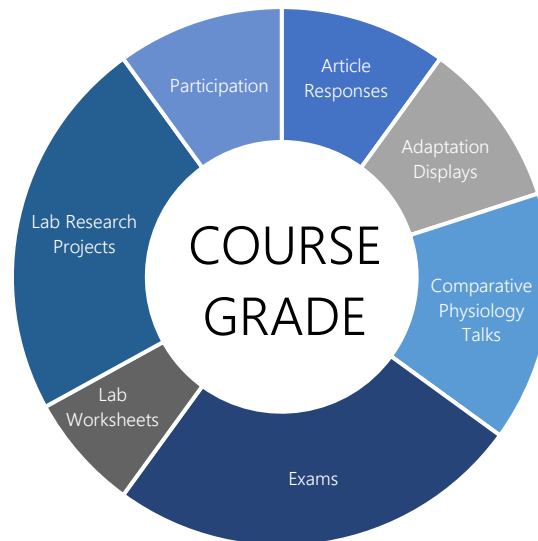 Participation
Article
Responses
Adaptation
Displays
Lab Research
Projects
COURSE
GRADE
Comparative
Physiology
Talks
Lab
Worksheets
Exams